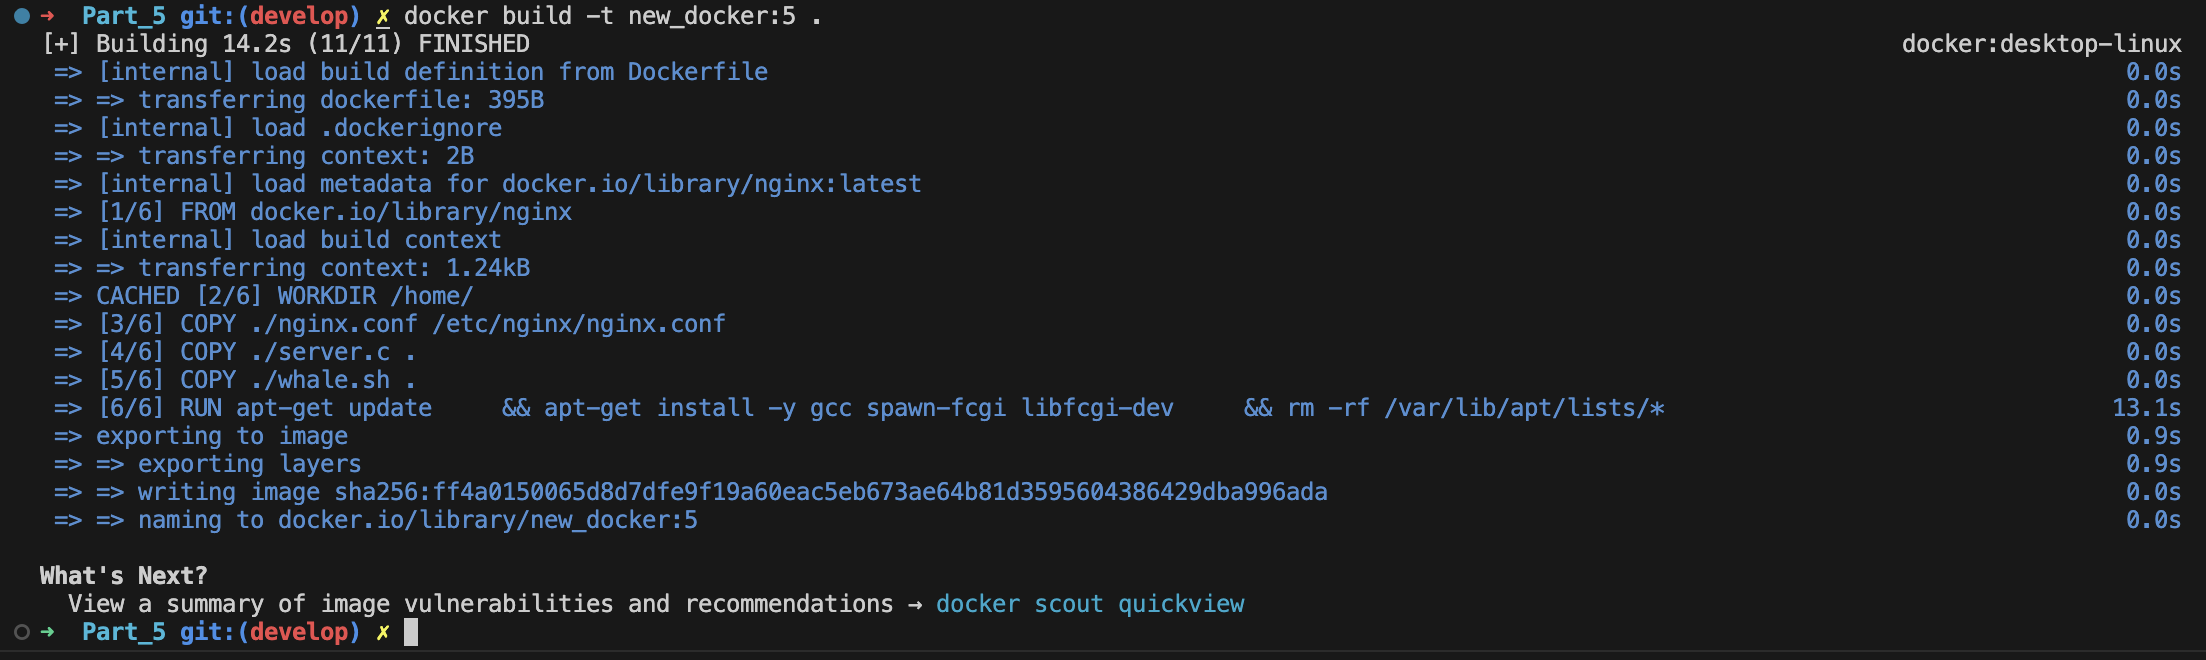 ➜ Part_5 git:(develop) ✗ docker build -t new_docker:5 .
[+] Building 14.2s (11/11) FINISHED docker:desktop-linux
=> [internal] load build definition from Dockerfile 0.0s
=> => transferring dockerfile: 395B 0.0s
=> [internal] load .dockerignore 0.0s
=> => transferring context: 2B 0.0s
=> [internal] load metadata for docker.io/library/nginx:latest 0.0s
=> [1/6] FROM docker.io/library/nginx 0.0s
=> [internal] load build context 0.0s
=> => transferring context: 1.24kB 0.0s
=> CACHED [2/6] WORKDIR /home/ 0.0s
=> [3/6] COPY ./nginx.conf /etc/nginx/nginx.conf 0.0s
=> [4/6] COPY ./server.c . 0.0s
=> [5/6] COPY ./whale.sh . 0.0s
=> [6/6] RUN apt-get update && apt-get install -y gcc spawn-fcgi libfcgi-dev && rm -rf /var/lib/apt/lists/* 13.1s
=> exporting to image 0.9s
=> => exporting layers 0.9s
=> => writing image sha256:ff4a0150065d8d7dfe9f19a60eac5eb673ae64b81d3595604386429dba996ada 0.0s
=> => naming to docker.io/library/new_docker:5 0.0s
What's Next?
View a summary of image vulnerabilities and recommendations → docker scout quickview
➜ Part_5 git:(develop) ✗